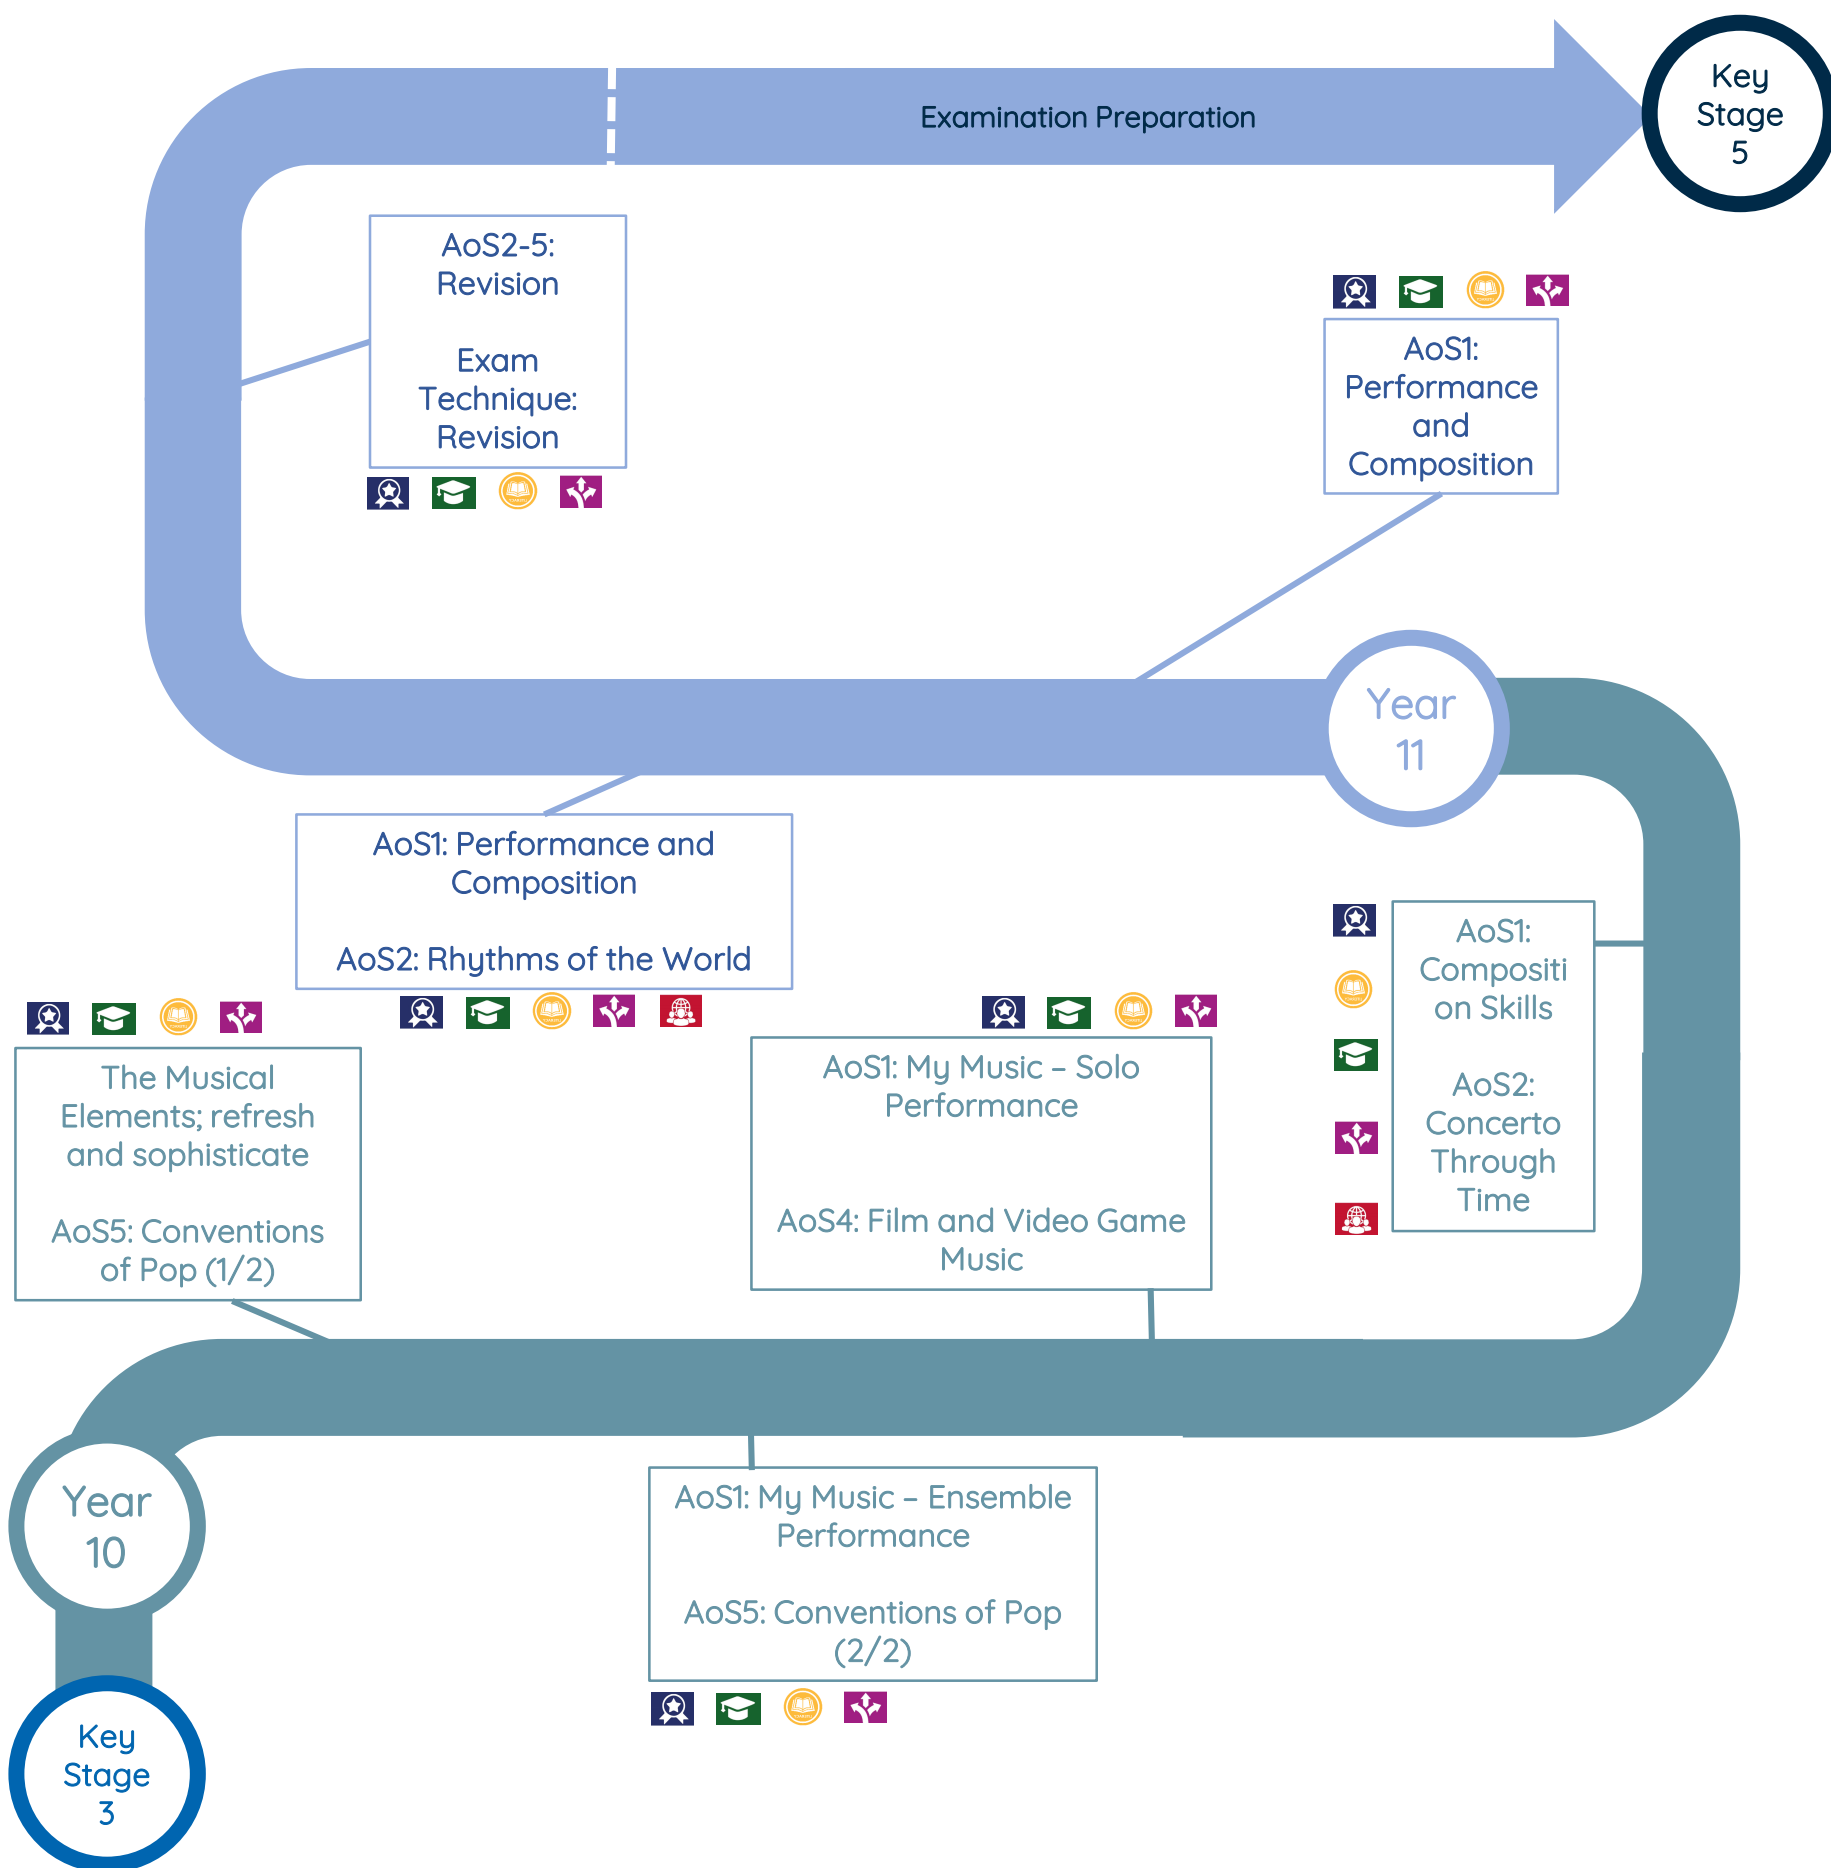 Examination Preparation
Key
Stage
5
AoS2-5:
Revision
Exam
Technique:
Revision
AoS1:
Performance
and
Composition
Year
11
AoS1: Performance and
Composition
AoS2: Rhythms of the World
AoS1:
Compositi
on Skills
AoS2:
Concerto
Through
Time
The Musical
Elements; refresh
and sophisticate
AoS5: Conventions
of Pop (1/2)
AoS1: My Music – Solo
Performance
AoS4: Film and Video Game
Music
Year
10
AoS1: My Music – Ensemble
Performance
AoS5: Conventions of Pop
(2/2)
Key
Stage
3